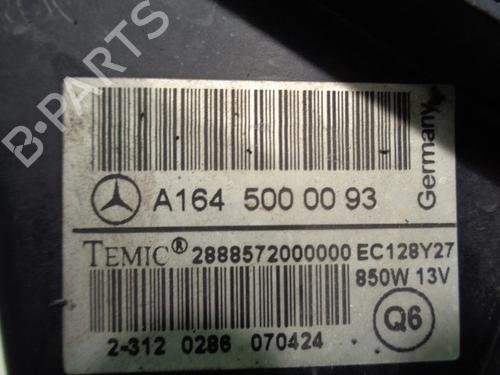 B-PARTS
A164 500 00 93
Germany
TEMIC® 2888572000000 EC128Y27
850W 13V
2-312 0286 070424
Q6